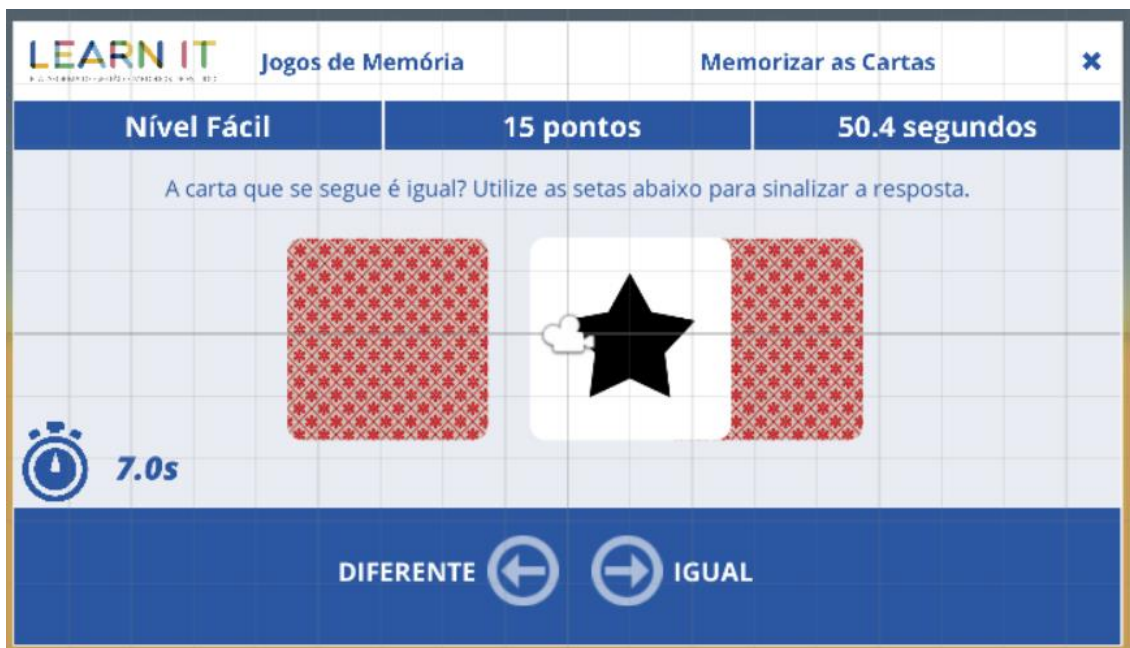 LEARN IT
Jogos de Memória
Memorizar as Cartas
Nível Fácil
15 pontos
50.4 segundos
A carta que se segue é igual? Utilize as setas abaixo para sinalizar a resposta.
7.0s
DIFERENTE
IGUAL